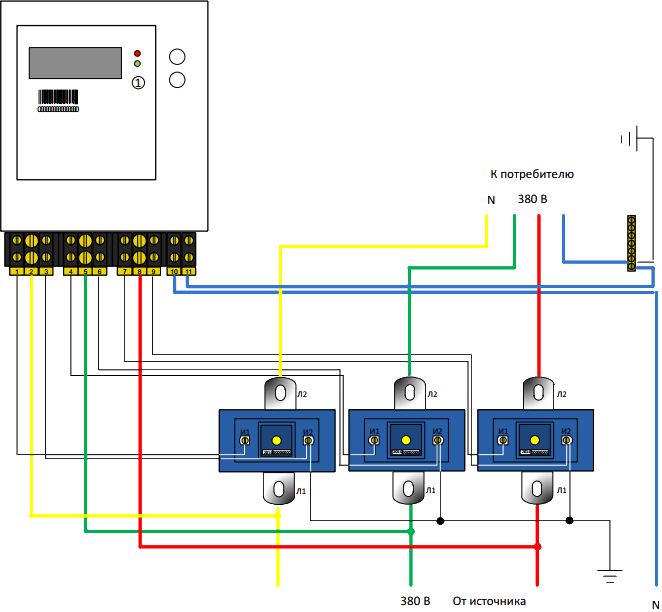 1
К потребителю
N 380 В
1 2 3 4 5 6 7 8 9 10 11
Л2 Л2 Л2
И1 И2 И1 И2 И1 И2
Л1 Л1 Л1
380 В От источника N